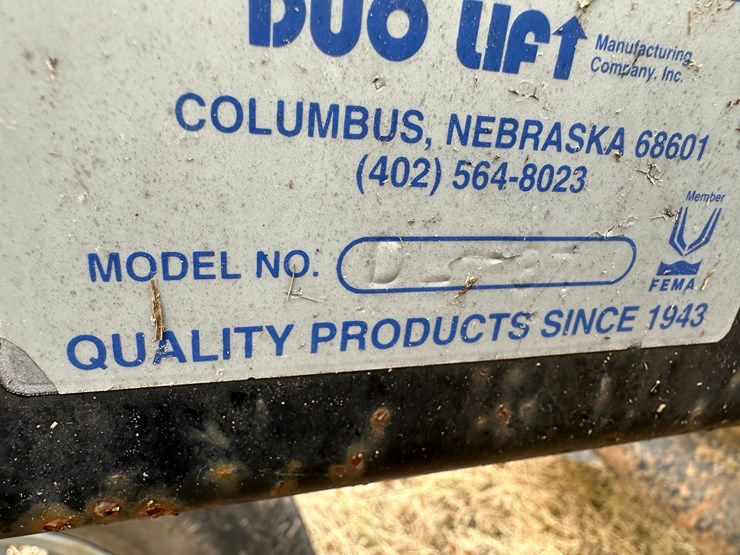 DUO LIFT
Manufacturing
Company, Inc.
COLUMBUS, NEBRASKA 68601
(402) 564-8023
Member
MODEL NO.
FEMA
QUALITY PRODUCTS SINCE 1943